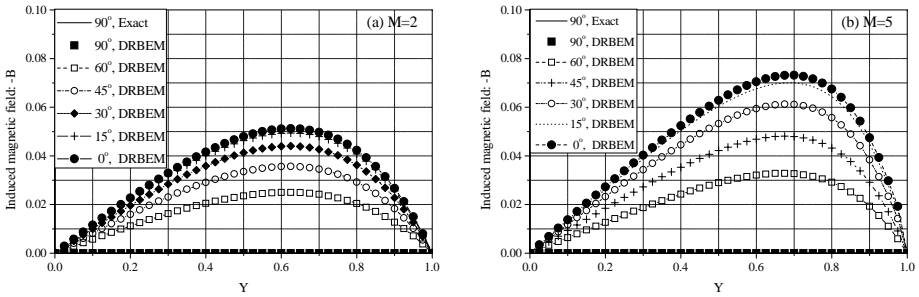 (a) M=2
Induced magnetic field: -B
0.10
0.08
0.06
0.04
0.02
0.00
90°, Exact
90°, DRBEM
60°, DRBEM
45°, DRBEM
30°, DRBEM
15°, DRBEM
0°, DRBEM
0.0 0.2 0.4 0.6 0.8 1.0
Y
(b) M=5
Induced magnetic field: -B
0.10
0.08
0.06
0.04
0.02
0.00
90°, Exact
90°, DRBEM
60°, DRBEM
45°, DRBEM
30°, DRBEM
15°, DRBEM
0°, DRBEM
0.0 0.2 0.4 0.6 0.8 1.0
Y